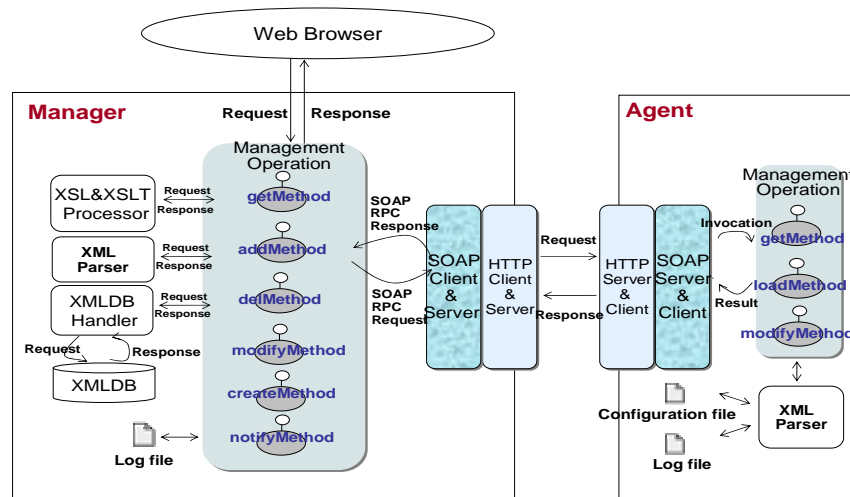 Web Browser
Request
Response
Manager
Management
Operation
getMethod
addMethod
delMethod
modifyMethod
createMethod
notifyMethod
XSL&XSLT
Processor
Request
Response
XML
Parser
Request
Response
XMLDB
Handler
Request
Response
Request
Response
XMLDB
Log file
SOAP
RPC
Response
SOAP
RPC
Request
SOAP
Client
&
Server
HTTP
Client
&
Server
Request
Response
Agent
HTTP
Server
&
Client
SOAP
Server
&
Client
Invocation
Result
Management
Operation
getMethod
loadMethod
modifyMethod
Configuration file
Log file
XML
Parser